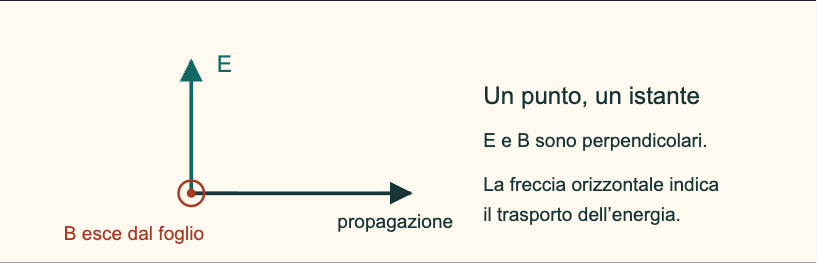 E
B esce dal foglio
propagazione
Un punto, un istante
E e B sono perpendicolari.
La freccia orizzontale indica
il trasporto dell’energia.